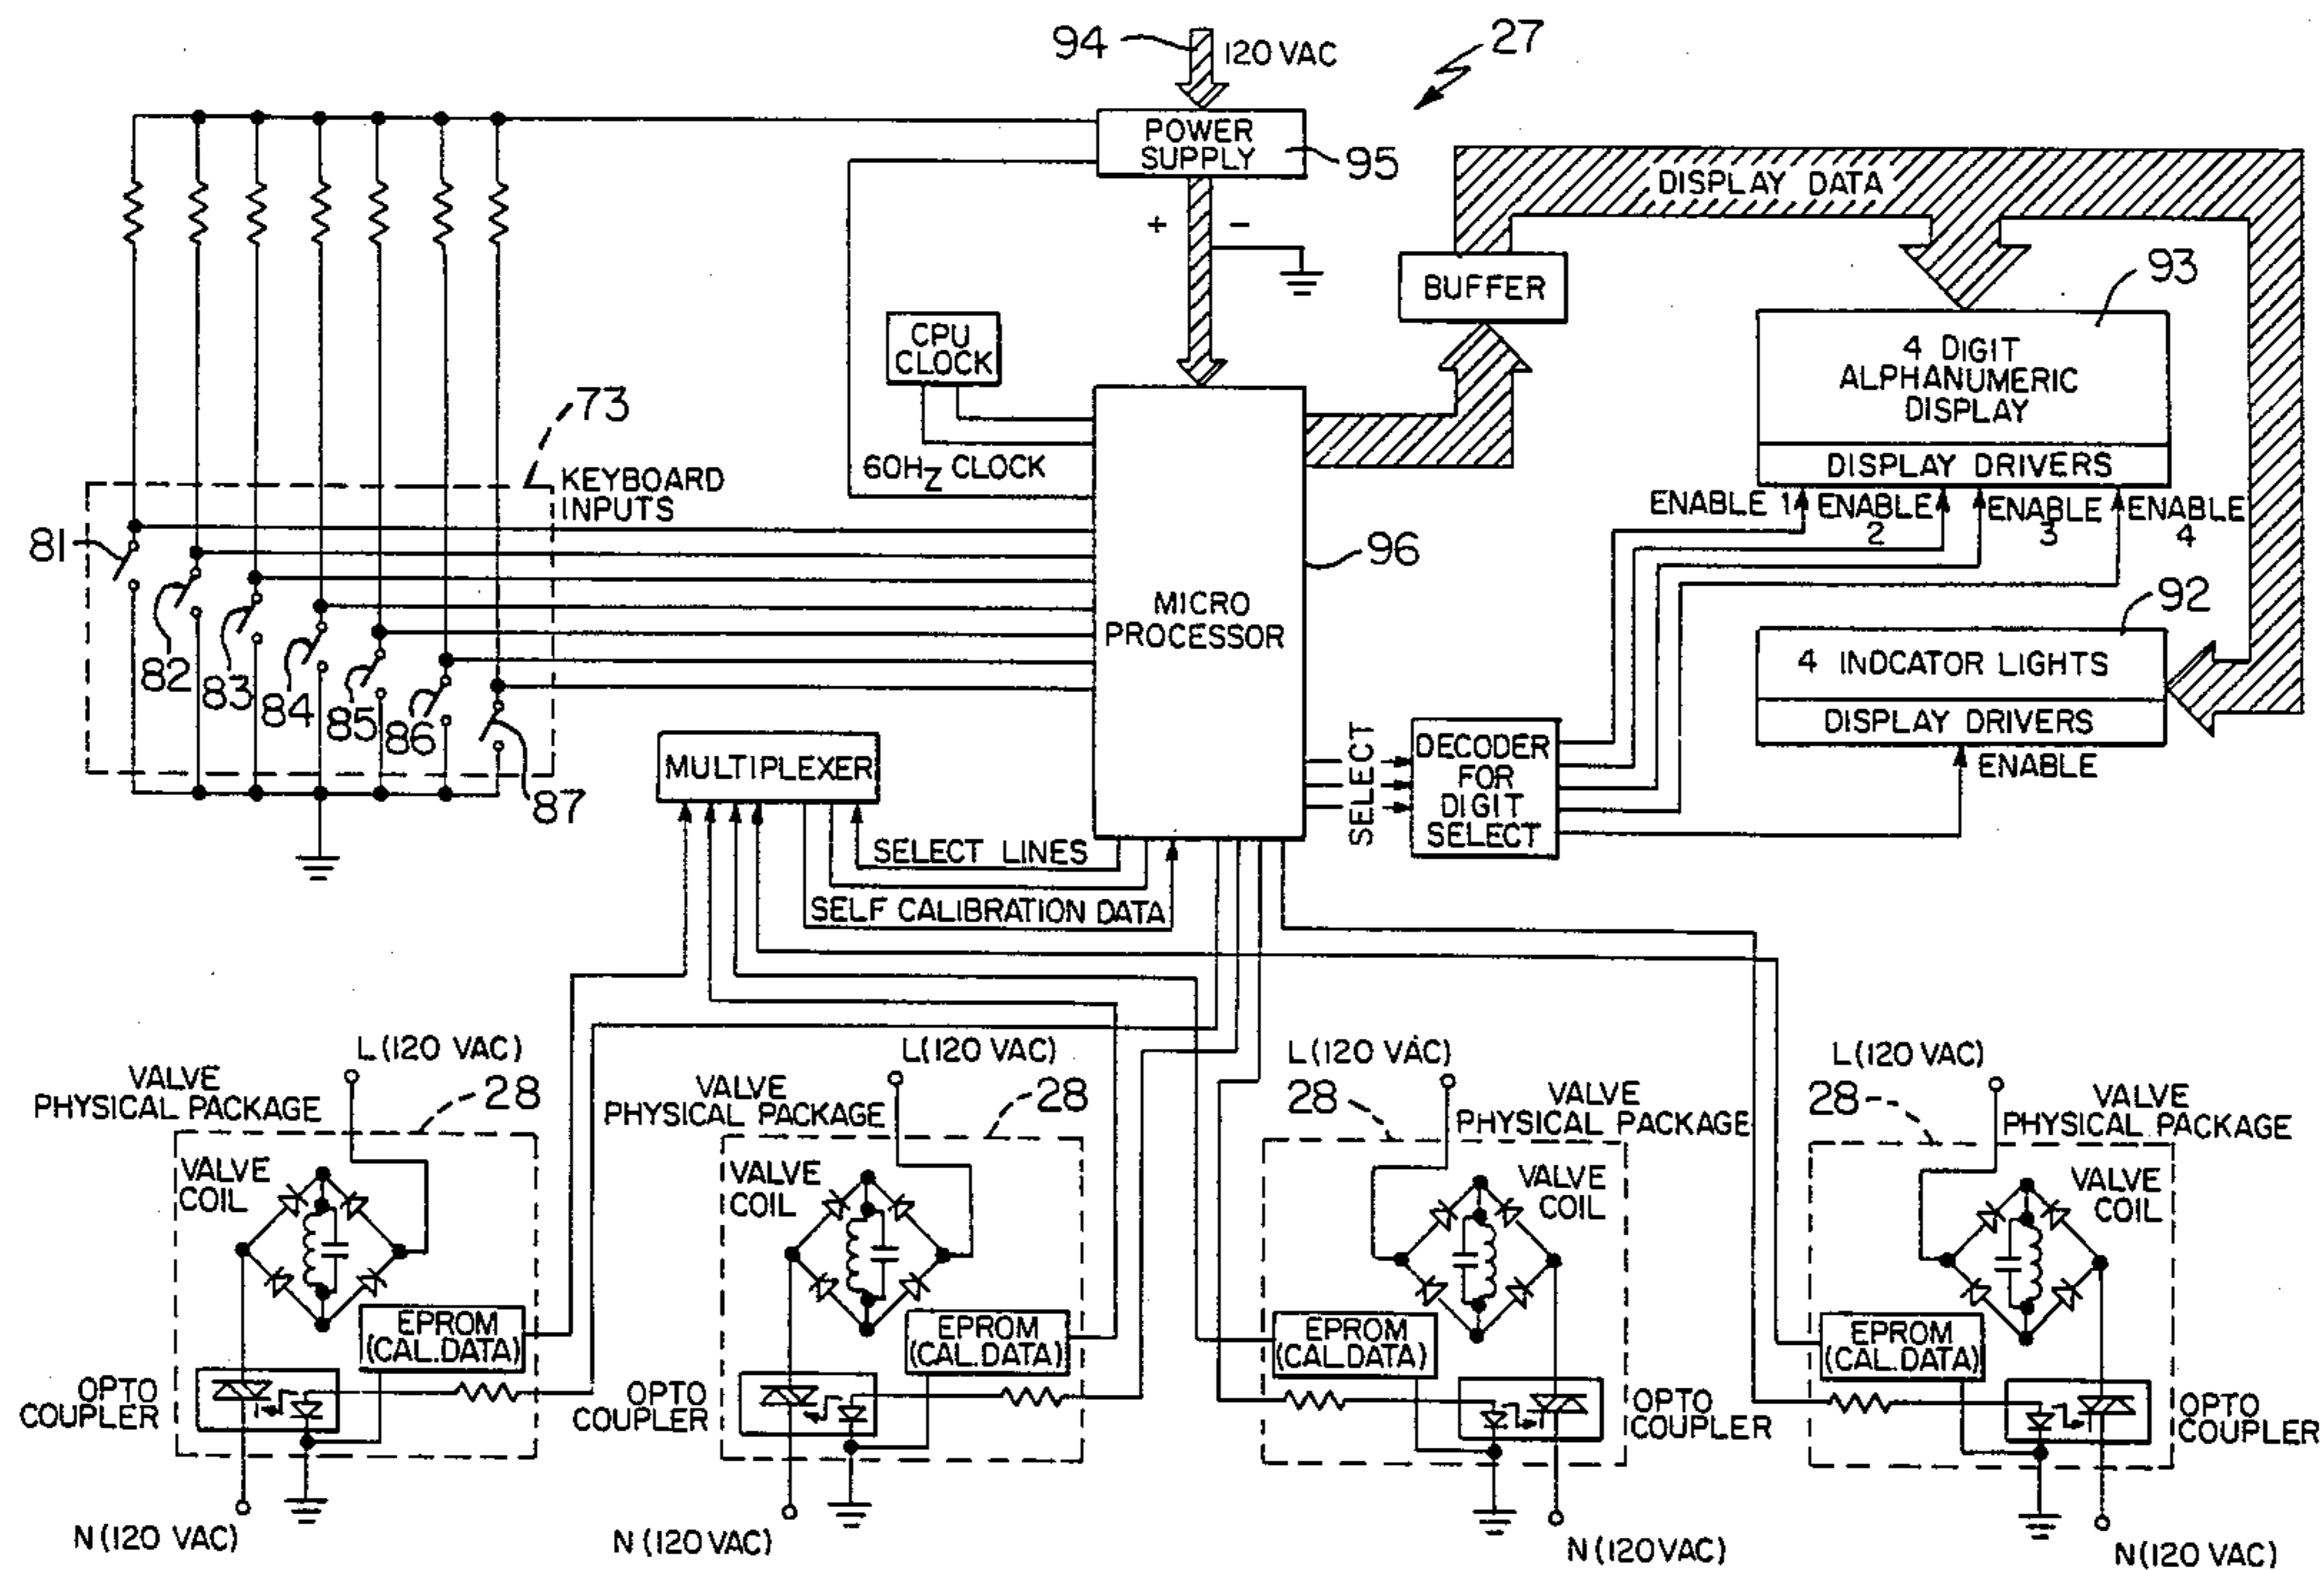 94
120 VAC
27
POWER
SUPPLY
95
+
-
DISPLAY DATA
BUFFER
93
4 DIGIT
ALPHANUMERIC
DISPLAY
DISPLAY DRIVERS
CPU
CLOCK
60HZ CLOCK
73
KEYBOARD
INPUTS
81
82
83
84
85
86
87
MICRO
PROCESSOR
96
ENABLE 1
ENABLE
2
ENABLE
3
ENABLE
4
92
4 INDCATOR LIGHTS
DISPLAY DRIVERS
ENABLE
SELECT
DECODER
FOR
DIGIT
SELECT
MULTIPLEXER
SELECT LINES
SELF CALIBRATION DATA
L(120 VAC)
VALVE
PHYSICAL PACKAGE
28
VALVE
COIL
EPROM
(CAL.DATA)
OPTO
COUPLER
N(120 VAC)
L(120 VAC)
VALVE
PHYSICAL PACKAGE
28
VALVE
COIL
EPROM
(CAL.DATA)
OPTO
COUPLER
N(120 VAC)
L(120 VAC)
28
VALVE
PHYSICAL PACKAGE
VALVE
COIL
EPROM
(CAL.DATA)
OPTO
COUPLER
N(120VAC)
L(120 VAC)
28
VALVE
PHYSICAL PACKAGE
VALVE
COIL
EPROM
(CAL.DATA)
OPTO
COUPLER
N(120 VAC)